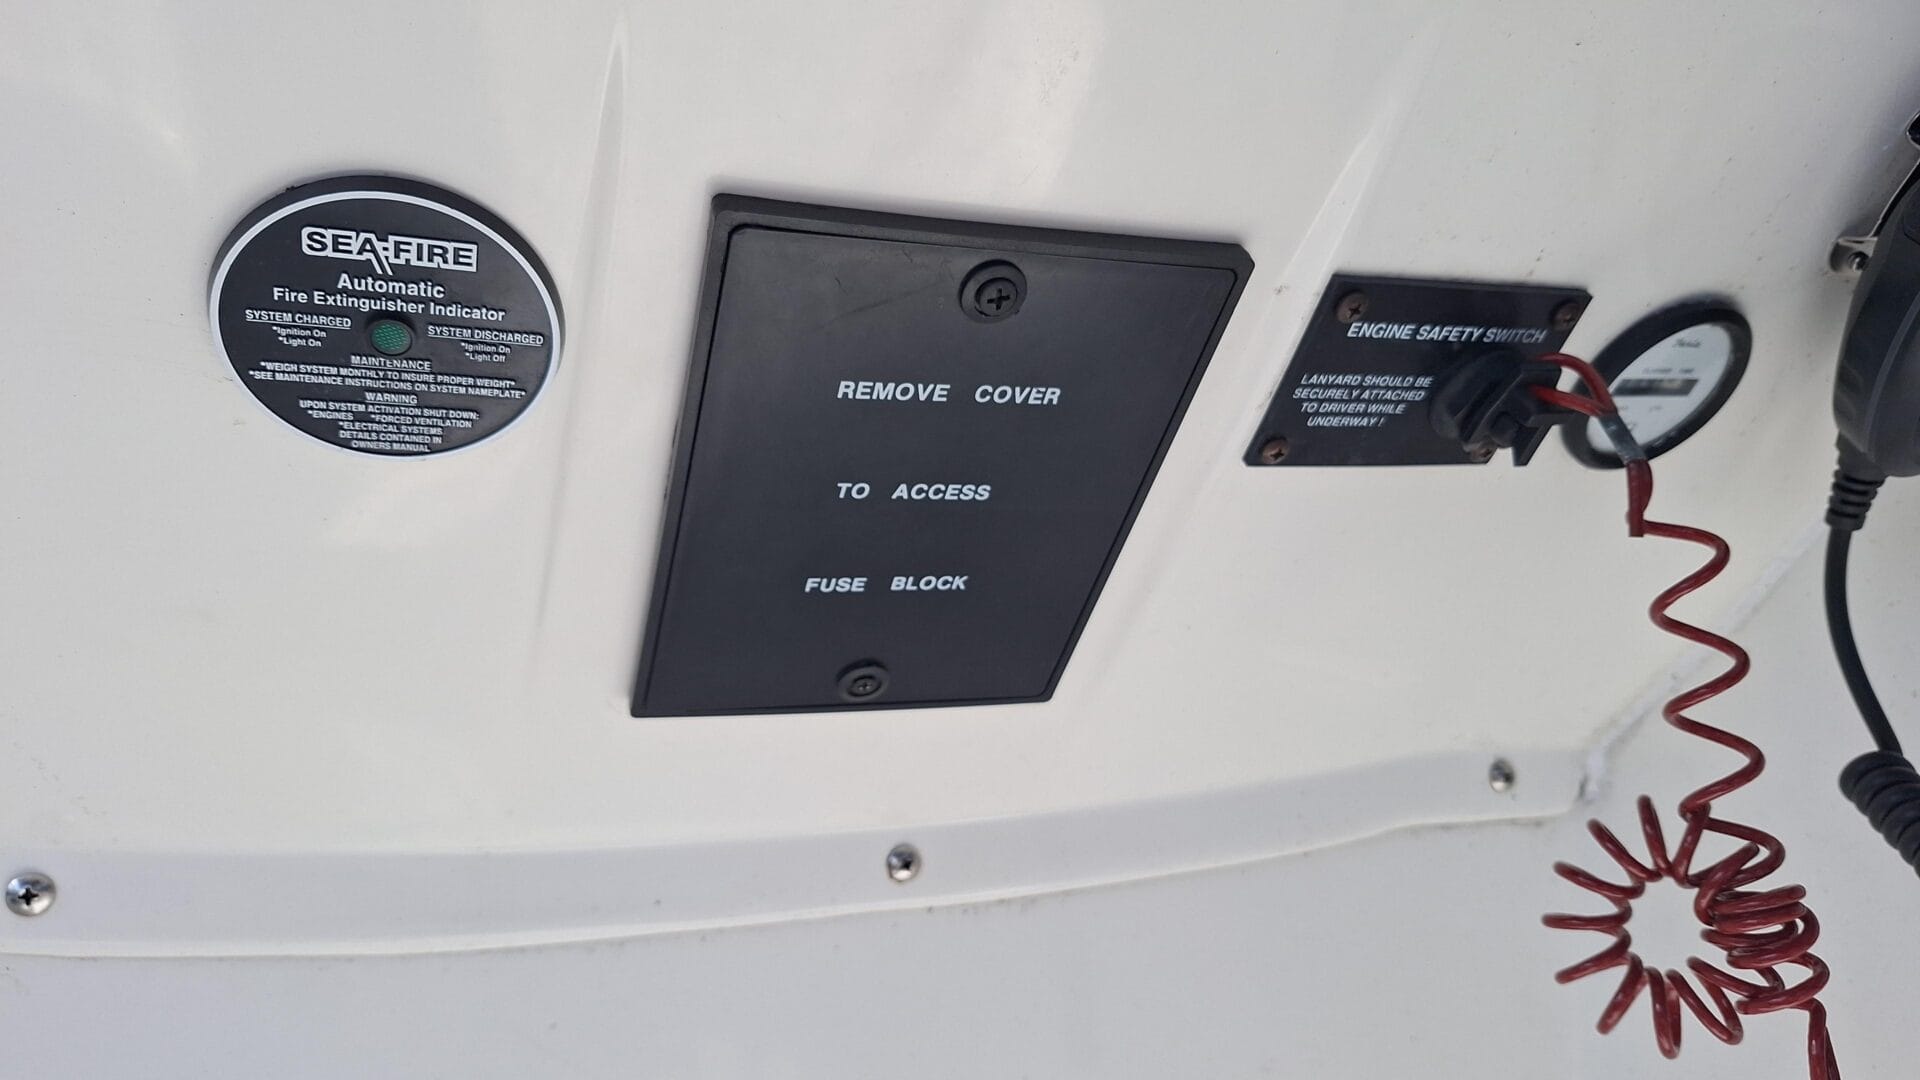 SEA-FIRE
Automatic
Fire Extinguisher Indicator
SYSTEM CHARGED
*Ignition On
*Light On
SYSTEM DISCHARGED
*Ignition On
*Light Off
MAINTENANCE
*WEIGH SYSTEM MONTHLY TO INSURE PROPER WEIGHT*
*SEE MAINTENANCE INSTRUCTIONS ON SYSTEM NAMEPLATE*
WARNING
UPON SYSTEM ACTIVATION SHUT DOWN:
*ENGINES *FORCED VENTILATION
*ELECTRICAL SYSTEMS
DETAILS CONTAINED IN
OWNERS MANUAL
REMOVE COVER
TO ACCESS
FUSE BLOCK
ENGINE SAFETY SWITCH
LANYARD SHOULD BE
SECURELY ATTACHED
TO DRIVER WHILE
UNDERWAY !